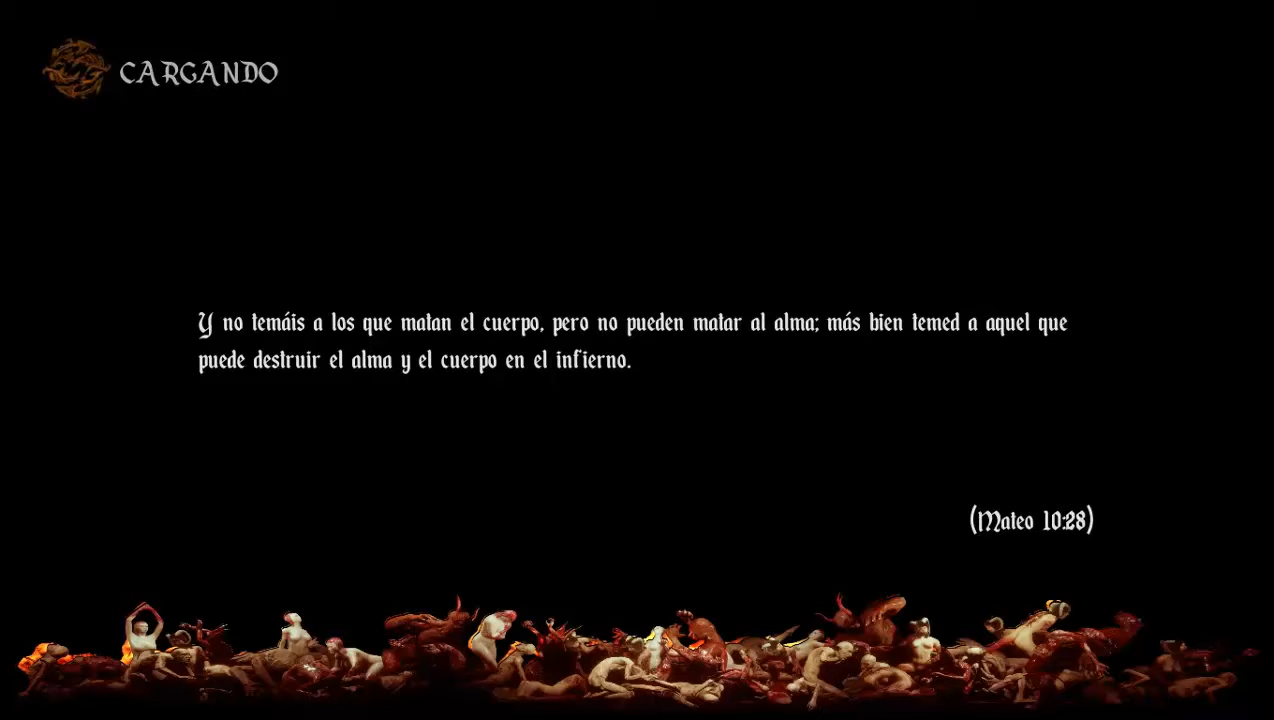 CARGANDO
Y no temáis a los que matan el cuerpo, pero no pueden matar al alma; más bien temed a aquel que
puede destruir el alma y el cuerpo en el infierno.
(Mateo 10:28)